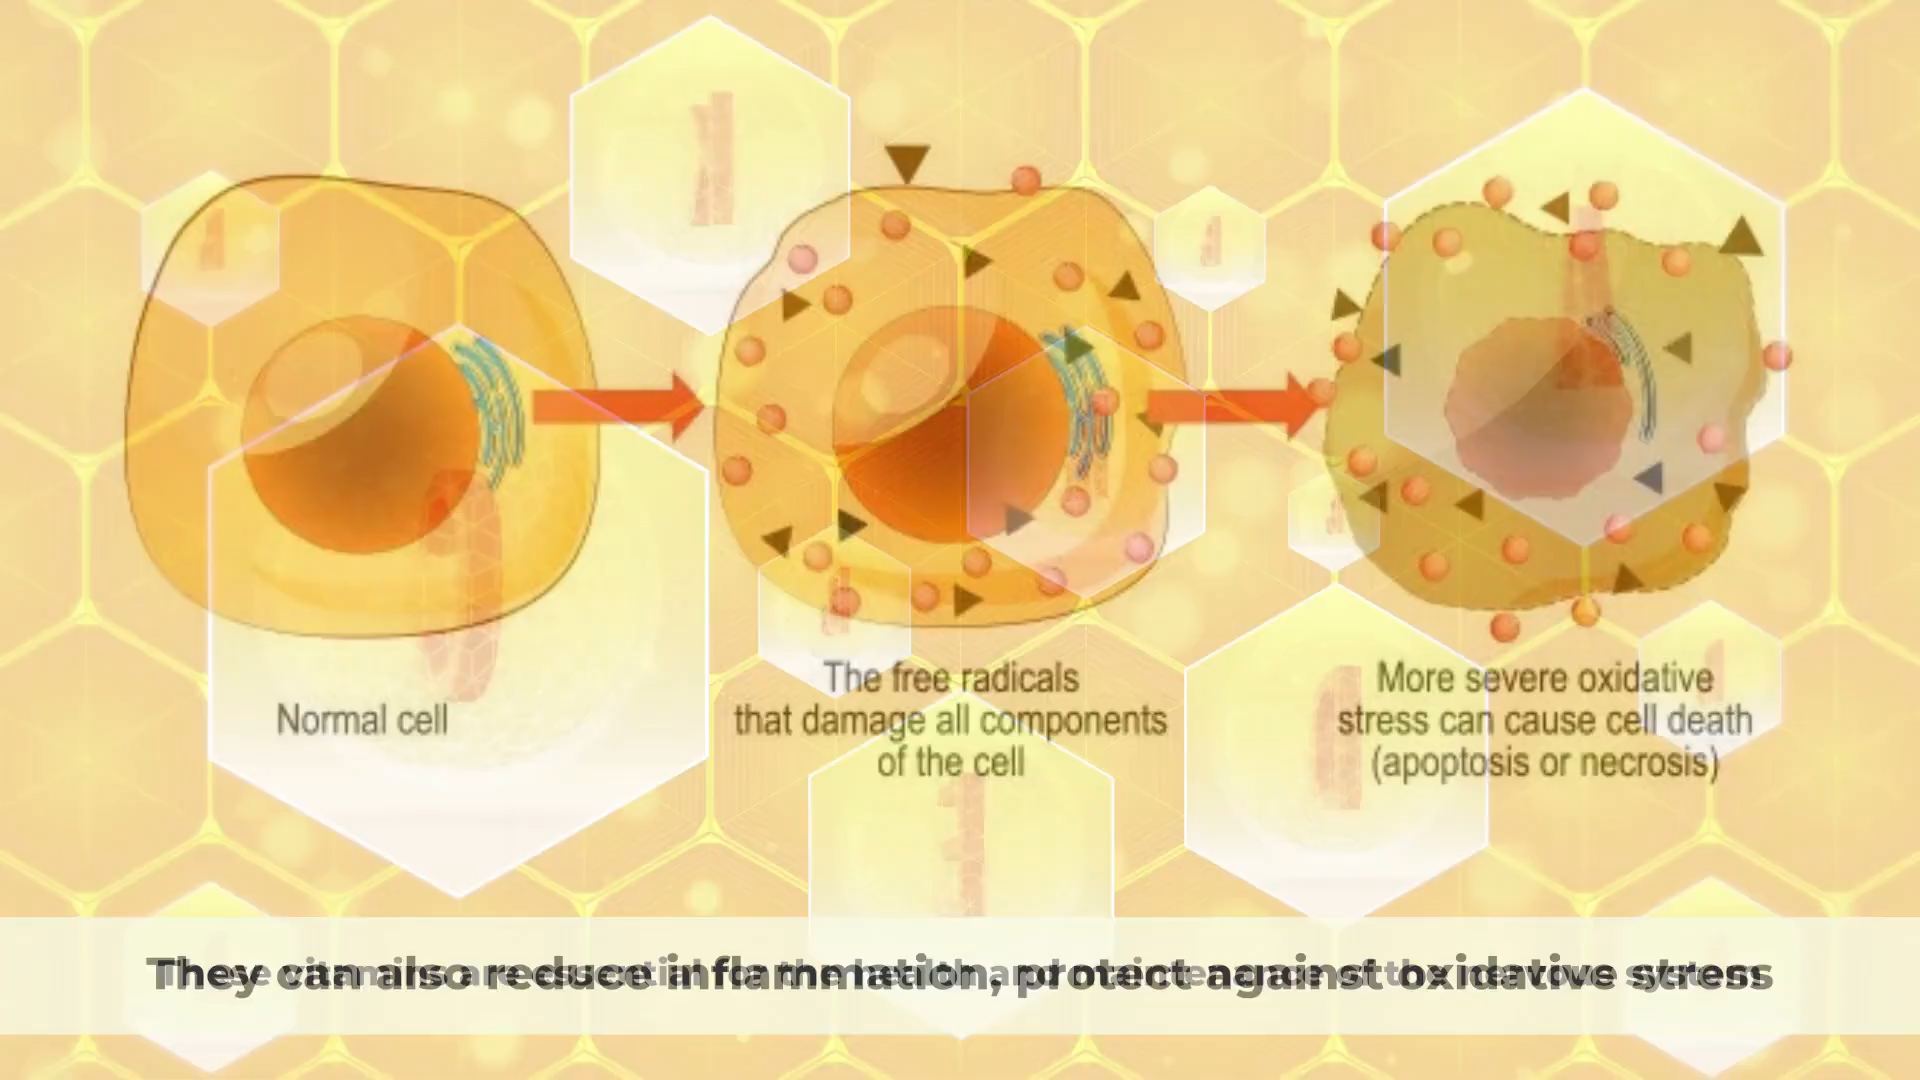 Normal cell
The free radicals
that damage all components
of the cell
More severe oxidative
stress can cause cell death
(apoptosis or necrosis)
They can also reduce inflammation, protect against oxidative stress